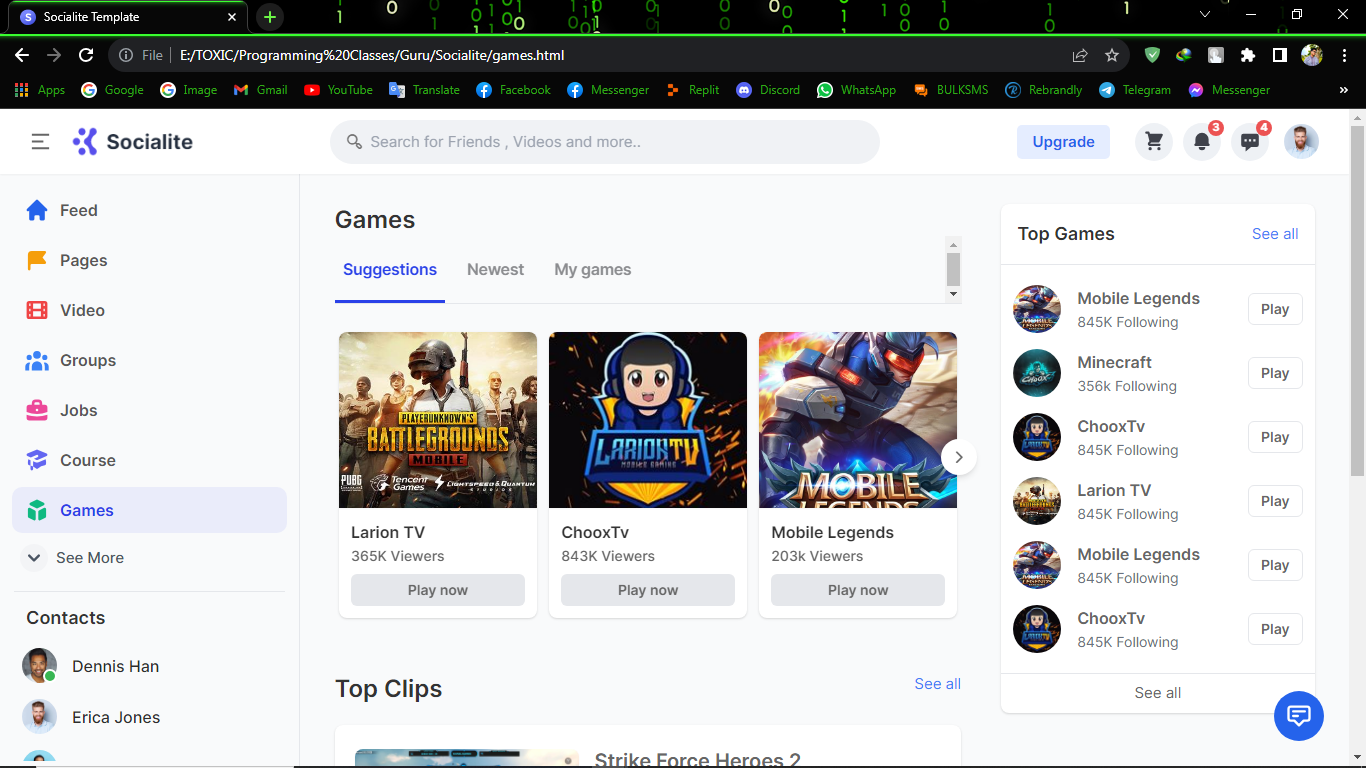 Socialite Template
File
E:/TOXIC/Programming%20Classes/Guru/Socialite/games.html
Apps Google Image Gmail YouTube Translate Facebook Messenger Replit Discord WhatsApp BULKSMS Rebrandly Telegram Messenger »
Socialite
Search for Friends , Videos and more..
Upgrade
3
4
Feed
Pages
Video
Groups
Jobs
Course
Games
See More
Contacts
Dennis Han
Erica Jones
Games
Suggestions Newest My games
PLAYERUNKNOWN'S
BATTLEGROUNDS
MOBILE
PUBG
Tencent Games
LIGHTSPEED & QUANTUM
STUDIOS
Larion TV
365K Viewers
Play now
LARIONTV
MOBILE GAMING
ChooxTv
843K Viewers
Play now
MOBILE
LEGENDS
Mobile Legends
203k Viewers
Play now
Top Clips
See all
Strike Force Heroes 2
Top Games
See all
Mobile Legends
845K Following
Play
Minecraft
356k Following
Play
ChooxTv
845K Following
Play
Larion TV
845K Following
Play
Mobile Legends
845K Following
Play
ChooxTv
845K Following
Play
See all